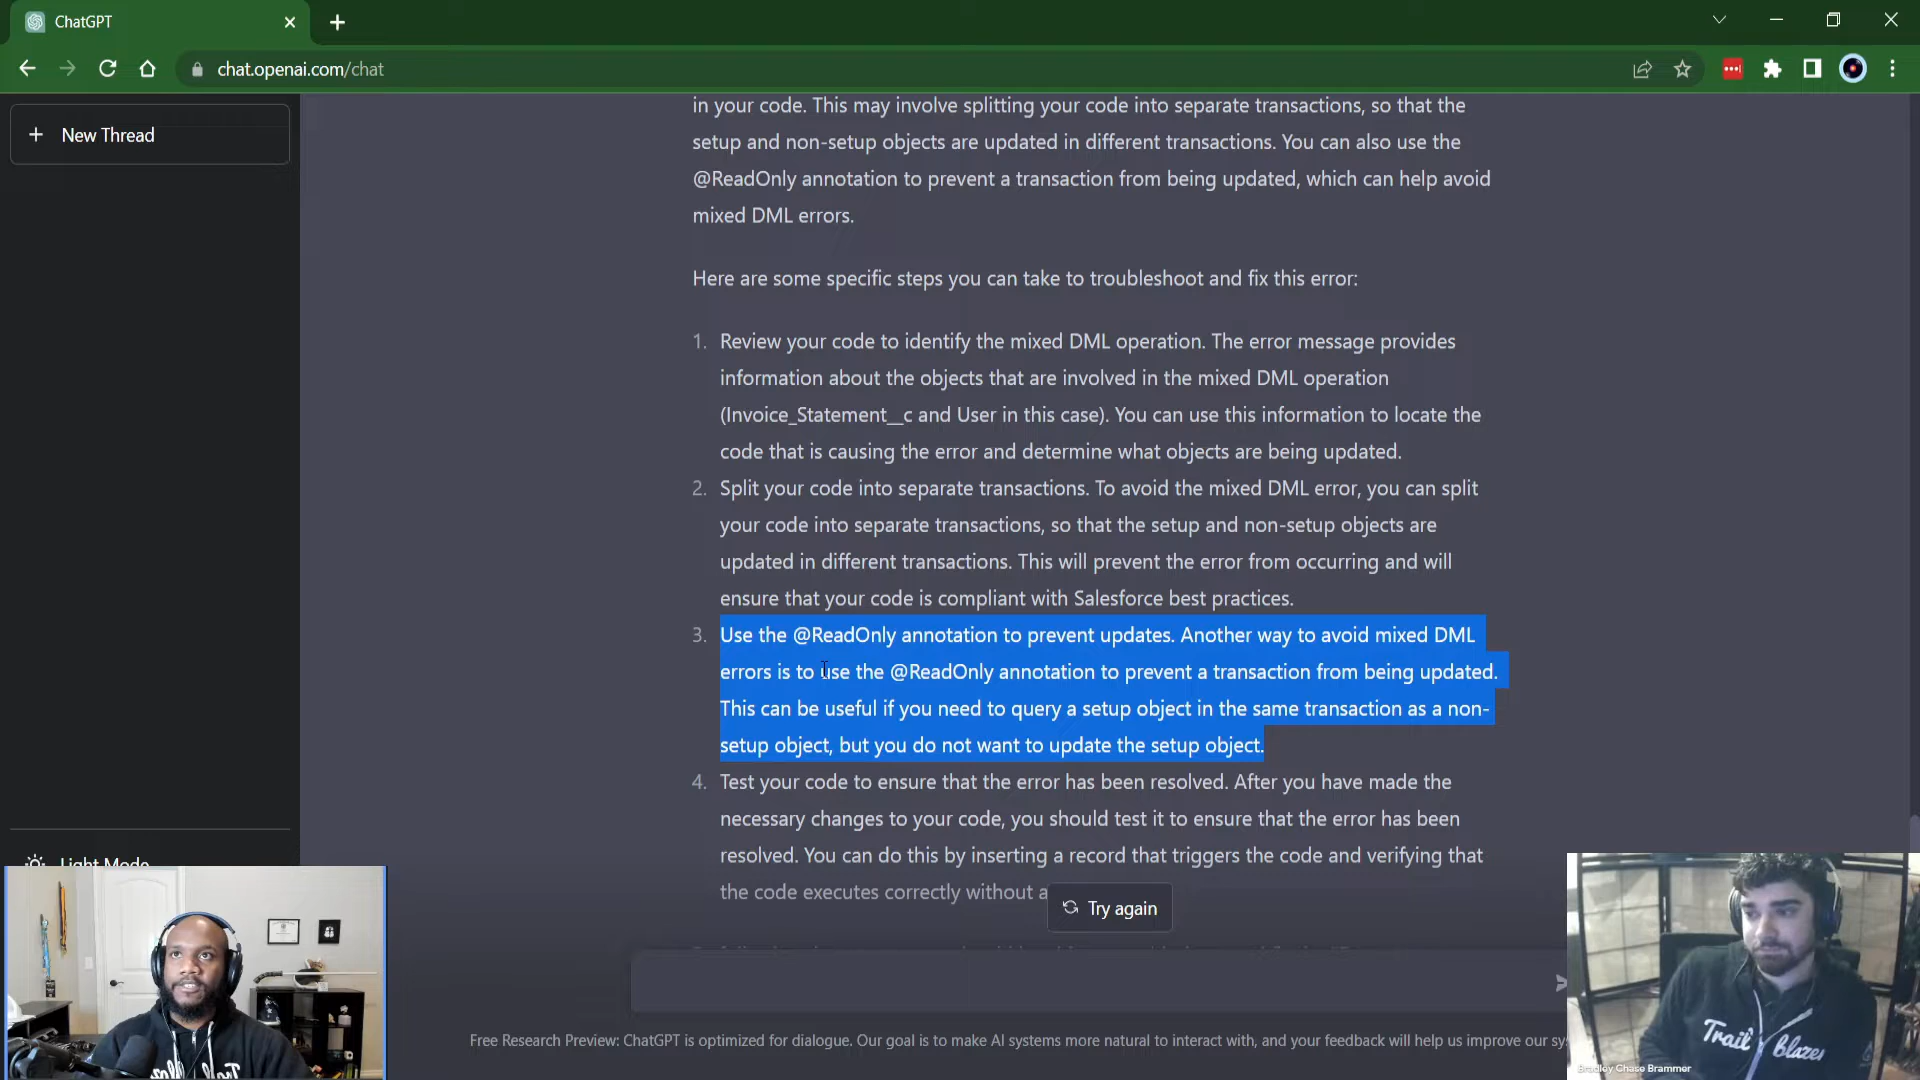 ChatGPT
chat.openai.com/chat
New Thread
in your code. This may involve splitting your code into separate transactions, so that the
setup and non-setup objects are updated in different transactions. You can also use the
@ReadOnly annotation to prevent a transaction from being updated, which can help avoid
mixed DML errors.
Here are some specific steps you can take to troubleshoot and fix this error:
1. Review your code to identify the mixed DML operation. The error message provides
information about the objects that are involved in the mixed DML operation
(Invoice_Statement__c and User in this case). You can use this information to locate the
code that is causing the error and determine what objects are being updated.
2. Split your code into separate transactions. To avoid the mixed DML error, you can split
your code into separate transactions, so that the setup and non-setup objects are
updated in different transactions. This will prevent the error from occurring and will
ensure that your code is compliant with Salesforce best practices.
3. Use the @ReadOnly annotation to prevent updates. Another way to avoid mixed DML
errors is to use the @ReadOnly annotation to prevent a transaction from being updated.
This can be useful if you need to query a setup object in the same transaction as a non-
setup object, but you do not want to update the setup object.
4. Test your code to ensure that the error has been resolved. After you have made the
necessary changes to your code, you should test it to ensure that the error has been
resolved. You can do this by inserting a record that triggers the code and verifying that
the code executes correctly without a
Try again
Light Mode
Free Research Preview: ChatGPT is optimized for dialogue. Our goal is to make AI systems more natural to interact with, and your feedback will help us improve our sy
Trail Blazer
Bradley Chase Brammer